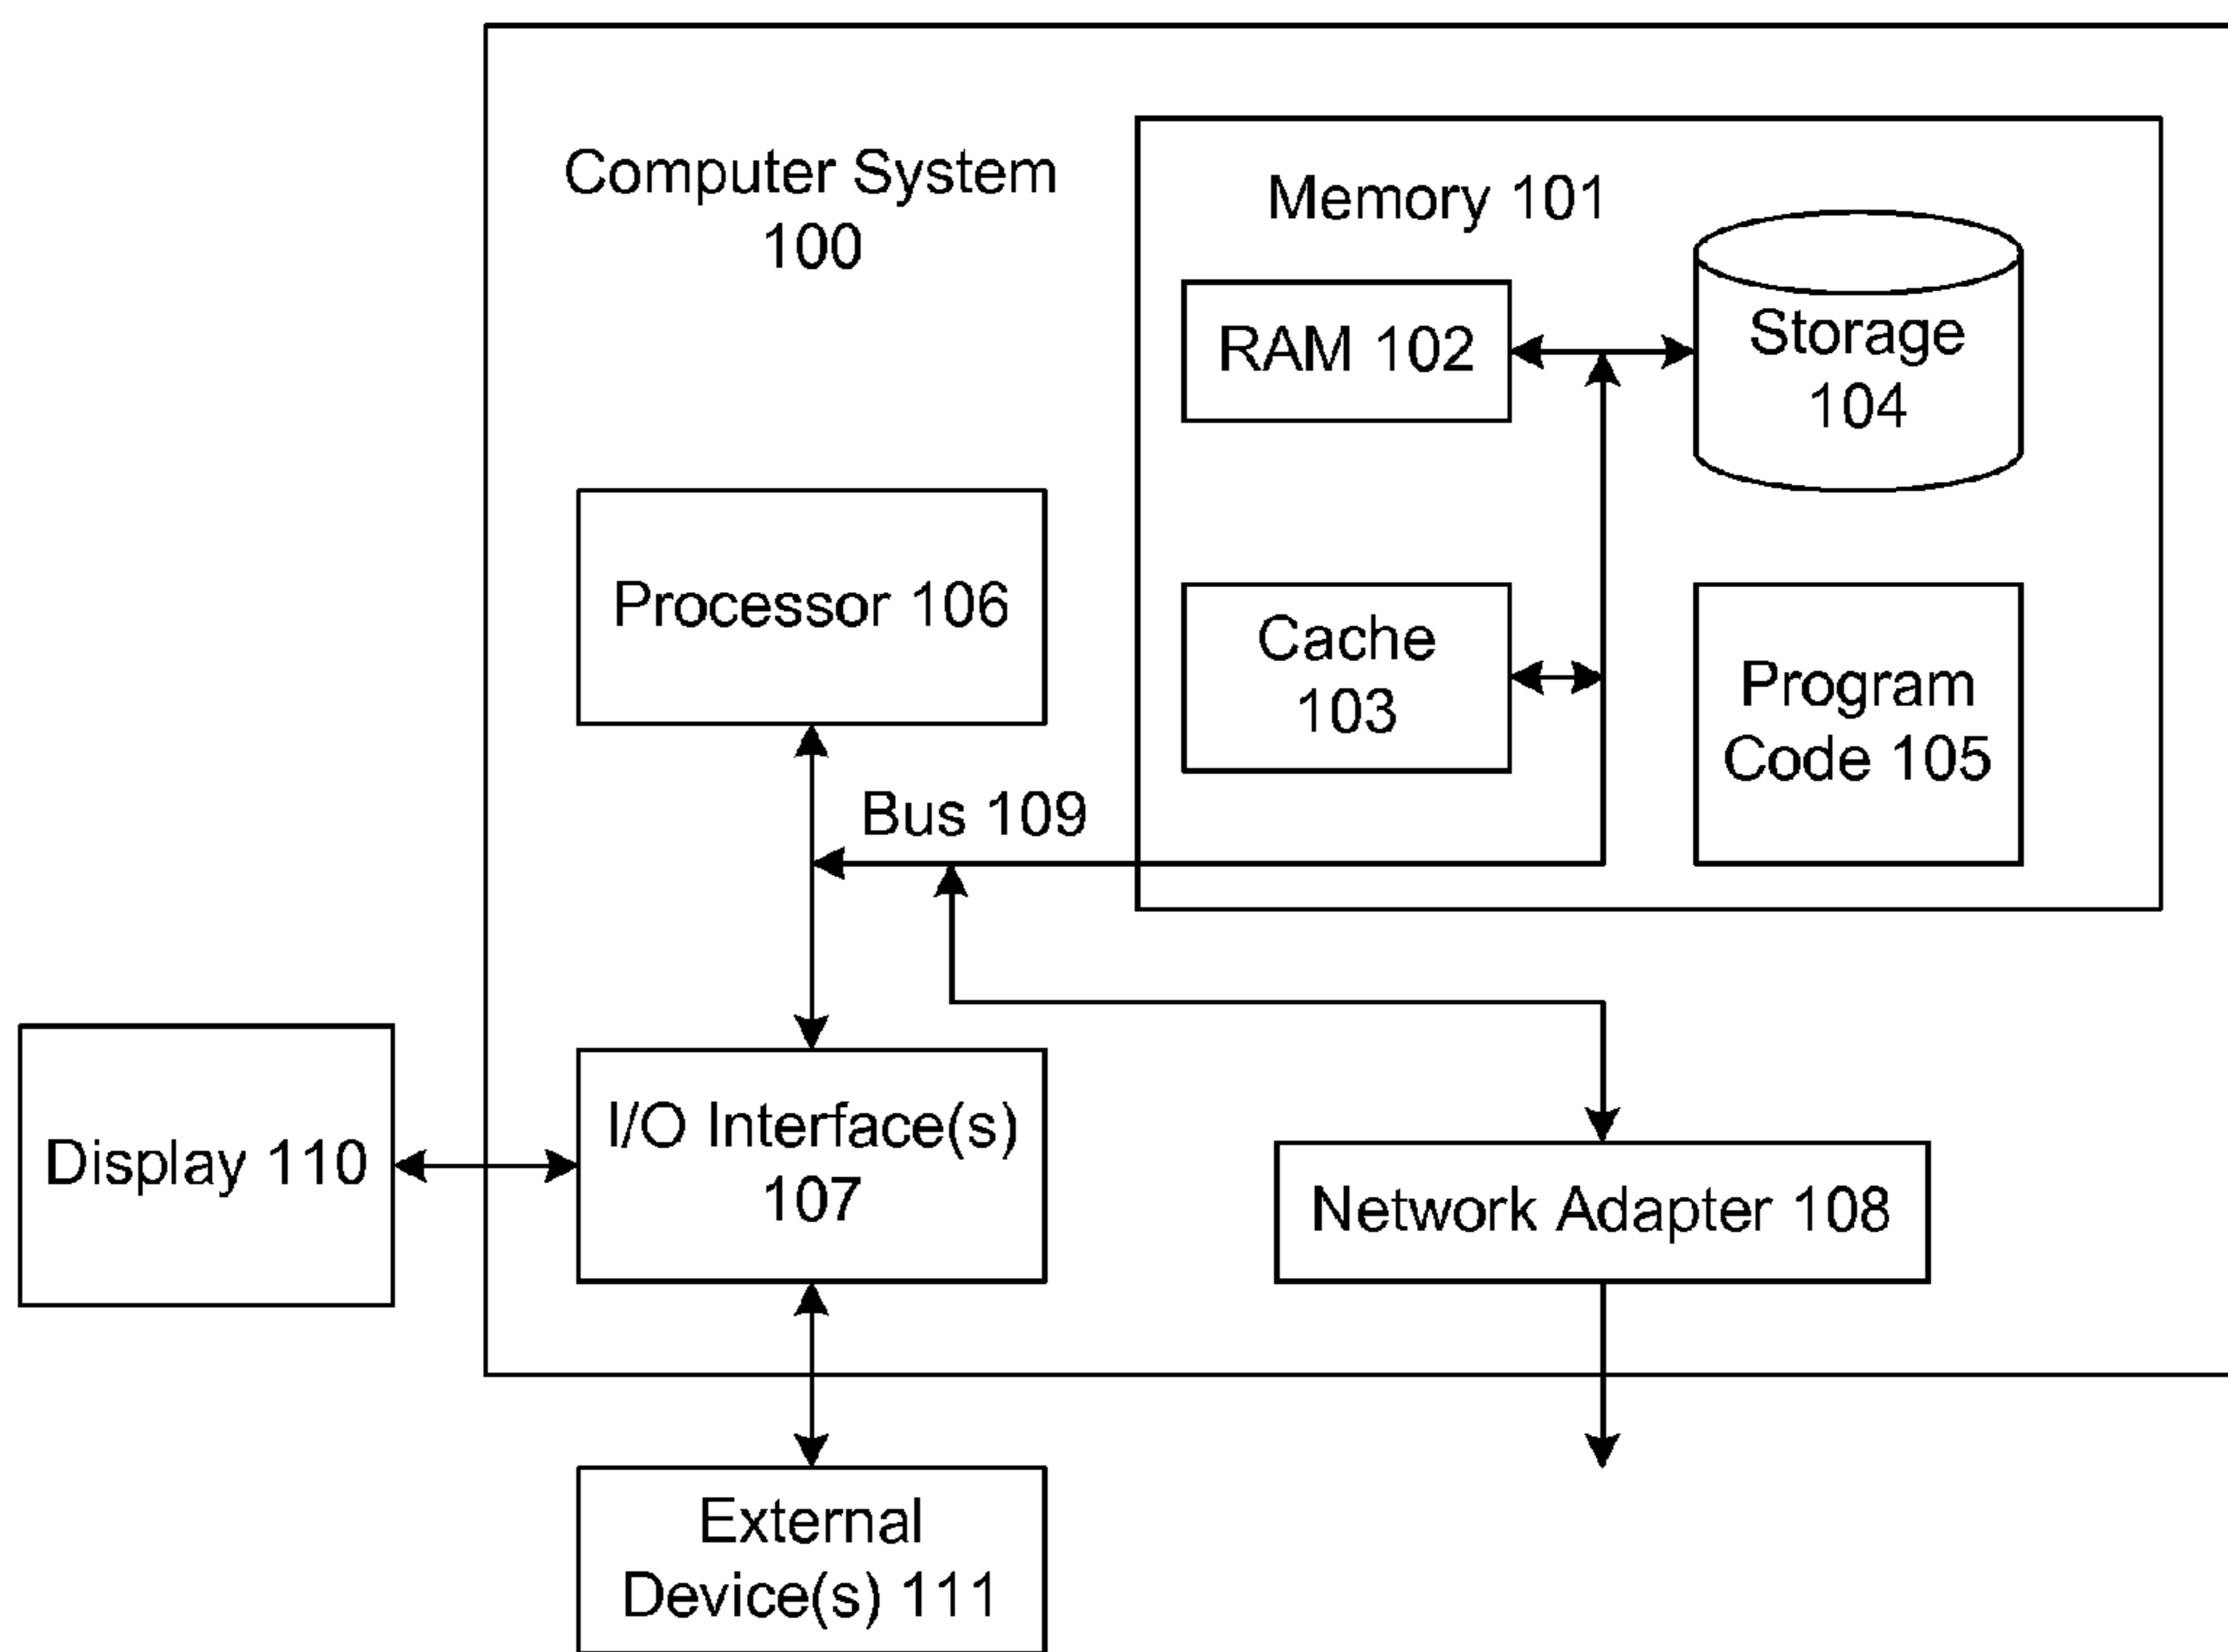 Computer System
100
Memory 101
RAM 102
Storage
104
Processor 106
Cache
103
Program
Code 105
Bus 109
Display 110
I/O Interface(s)
107
Network Adapter 108
External
Device(s) 111